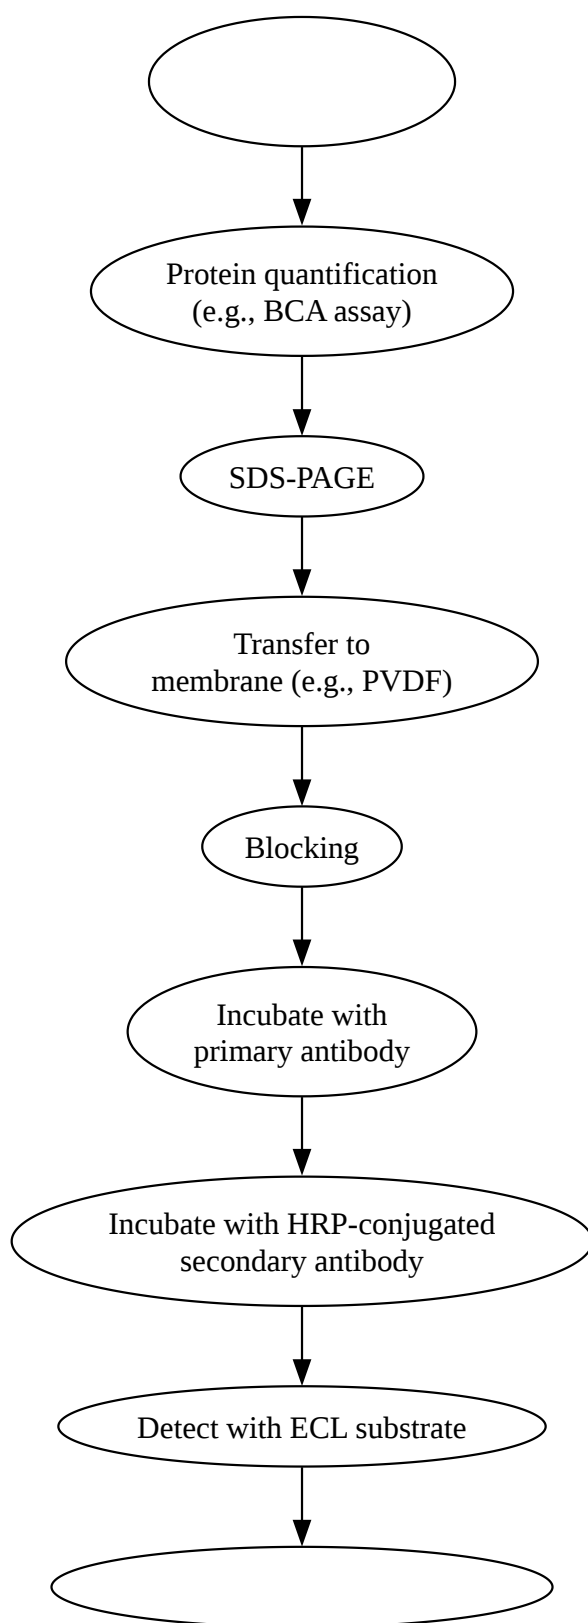 Protein quantification
(e.g., BCA assay)
SDS-PAGE
Transfer to
membrane (e.g., PVDF)
Blocking
Incubate with
primary antibody
Incubate with HRP-conjugated
secondary antibody
Detect with ECL substrate